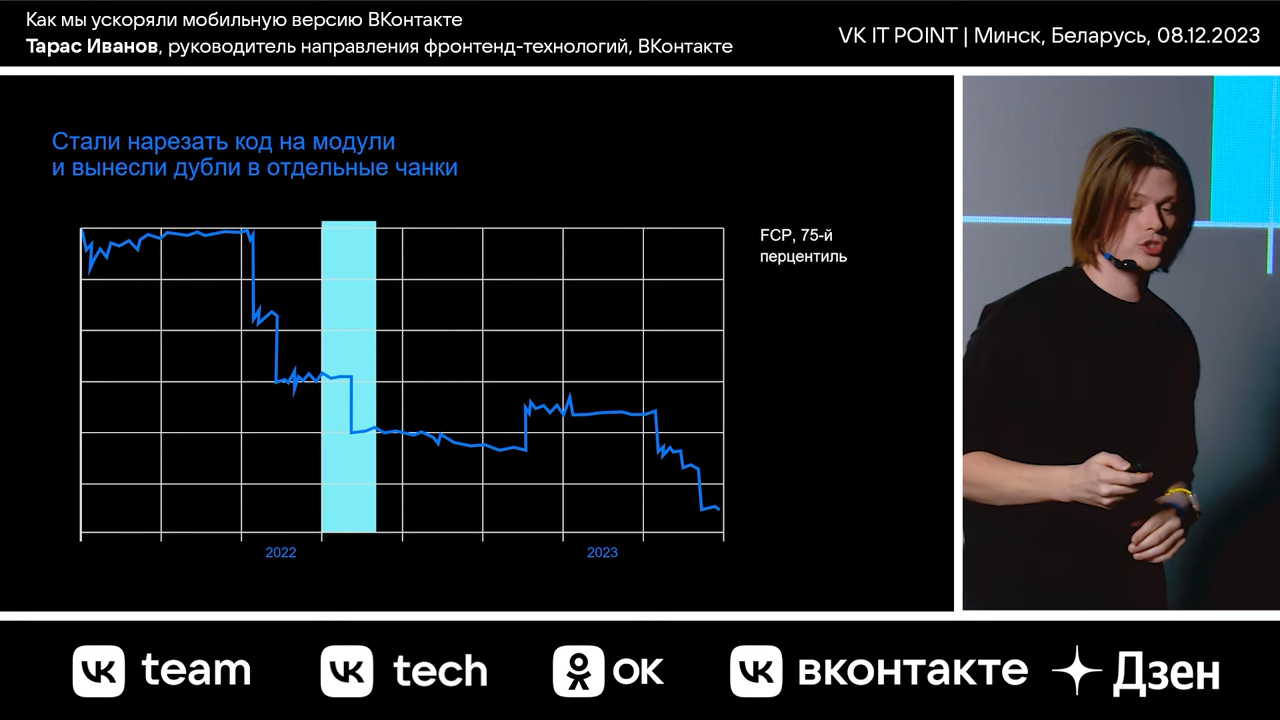 Как мы ускоряли мобильную версию ВКонтакте
Тарас Иванов, руководитель направления фронтенд-технологий, ВКонтакте
VK IT POINT | Минск, Беларусь, 08.12.2023
Стали нарезать код на модули
и вынесли дубли в отдельные чанки
FCP, 75-й
перцентиль
2022
2023
team
tech
ОК
ВКОНТАКТЕ
Дзен